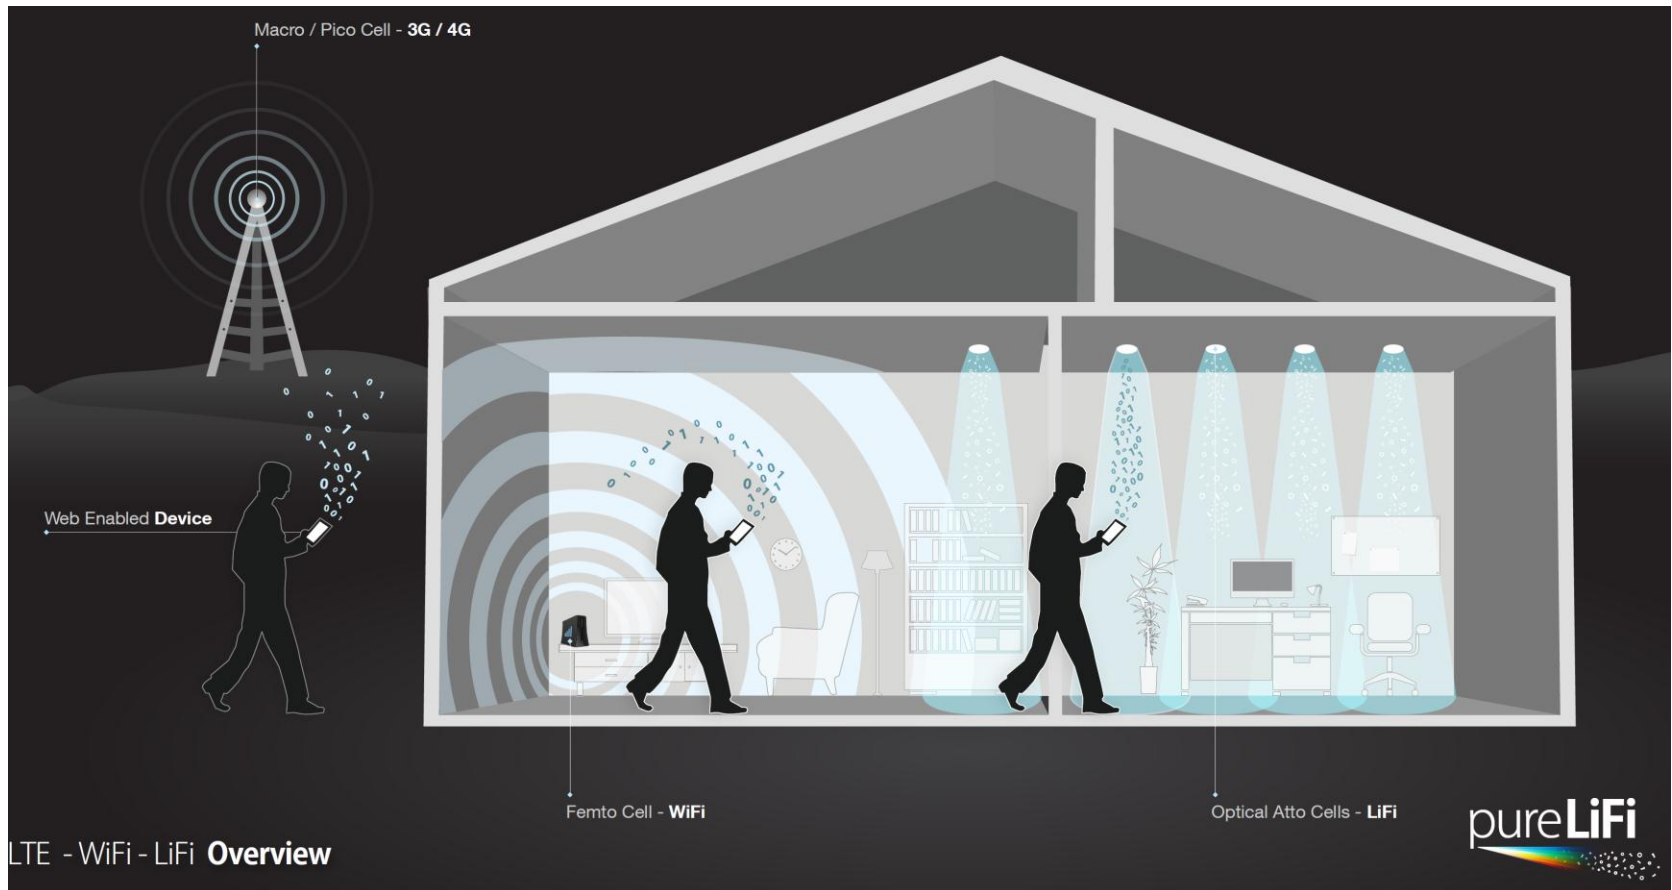 Macro / Pico Cell - 3G / 4G
Web Enabled Device
Femto Cell - WiFi
Optical Atto Cells - LiFi
LTE - WiFi - LiFi Overview
pureLiFi